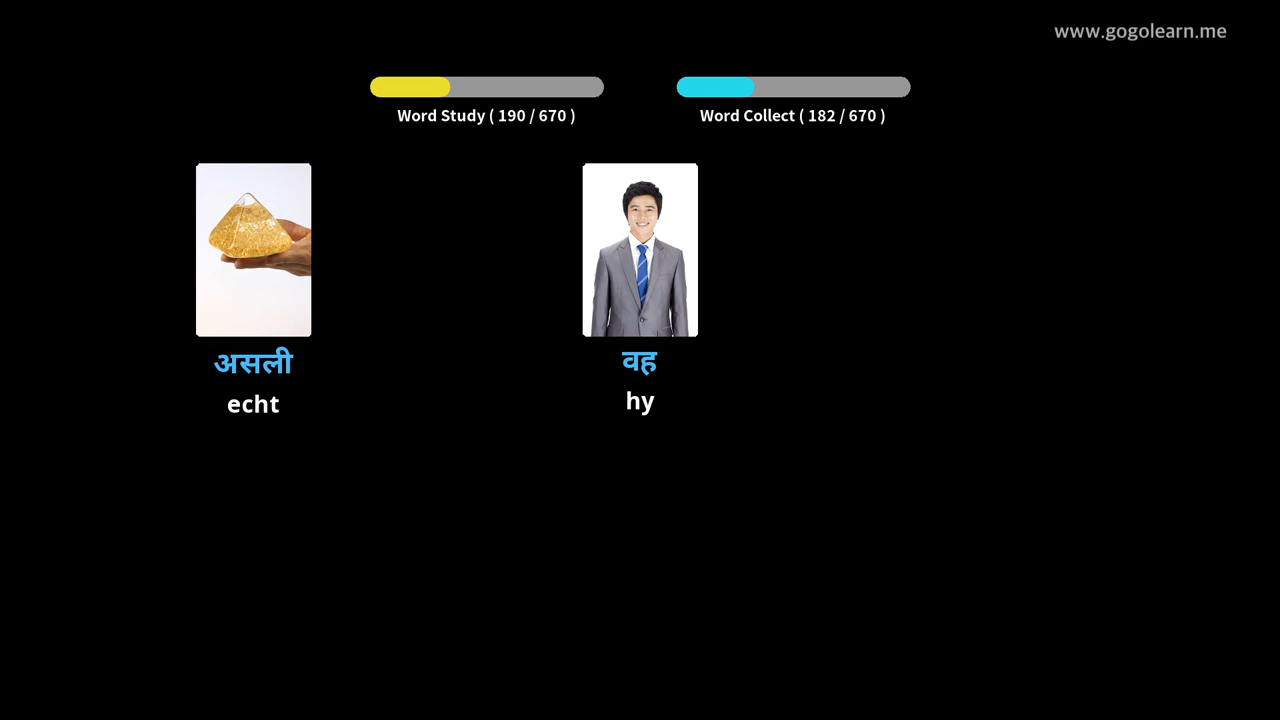 www.gogolearn.me
Word Study ( 190 / 670 )
Word Collect ( 182 / 670 )
असली
echt
वह
hy